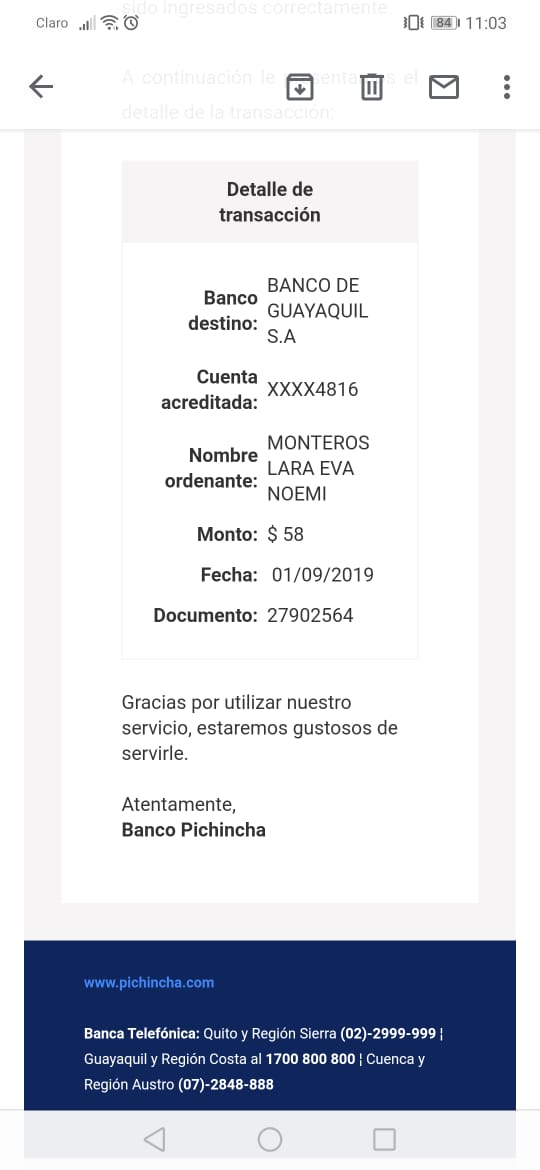 sido ingresados correctamente.
Claro
84
11:03
A continuación le presentamos el
detalle de la transacción:
Detalle de
transacción
Banco destino: BANCO DE GUAYAQUIL S.A
Cuenta acreditada: XXXX4816
Nombre ordenante: MONTEROS LARA EVA NOEMI
Monto: $ 58
Fecha: 01/09/2019
Documento: 27902564
Gracias por utilizar nuestro
servicio, estaremos gustosos de
servirle.
Atentamente,
Banco Pichincha
www.pichincha.com
Banca Telefónica: Quito y Región Sierra (02)-2999-999 ¦
Guayaquil y Región Costa al 1700 800 800 ¦ Cuenca y
Región Austro (07)-2848-888